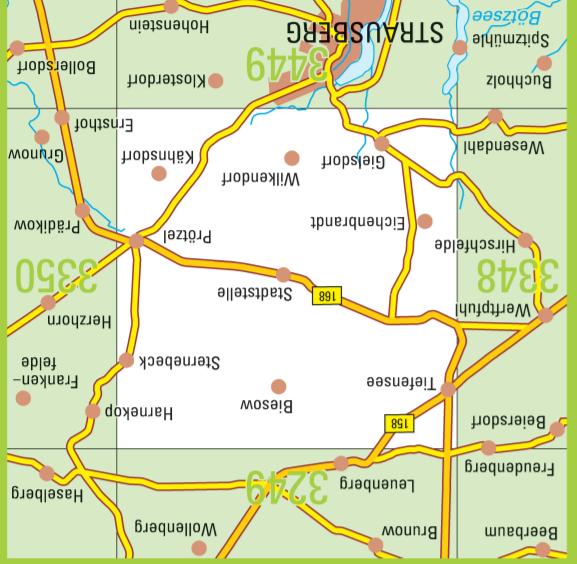 Beerbaum
Brunow
Wollenberg
Haselberg
Freudenberg
Leuenberg
3249
Beiersdorf
158
Harnekop
Franken-
felde
Tiefensee
Biesow
Sternebeck
Werftpfuhl
168
Herzhorn
3348
Stadtstelle
3350
Hirschfelde
Eichenbrandt
Prötzel
Prädikow
Wesendahl
Gielsdorf
Wilkendorf
Kähnsdorf
Grunow
Ernsthof
Buchholz
3449
Klosterdorf
Bollersdorf
Spitzmühle
Bötzsee
STRAUSBERG
Hohenstein